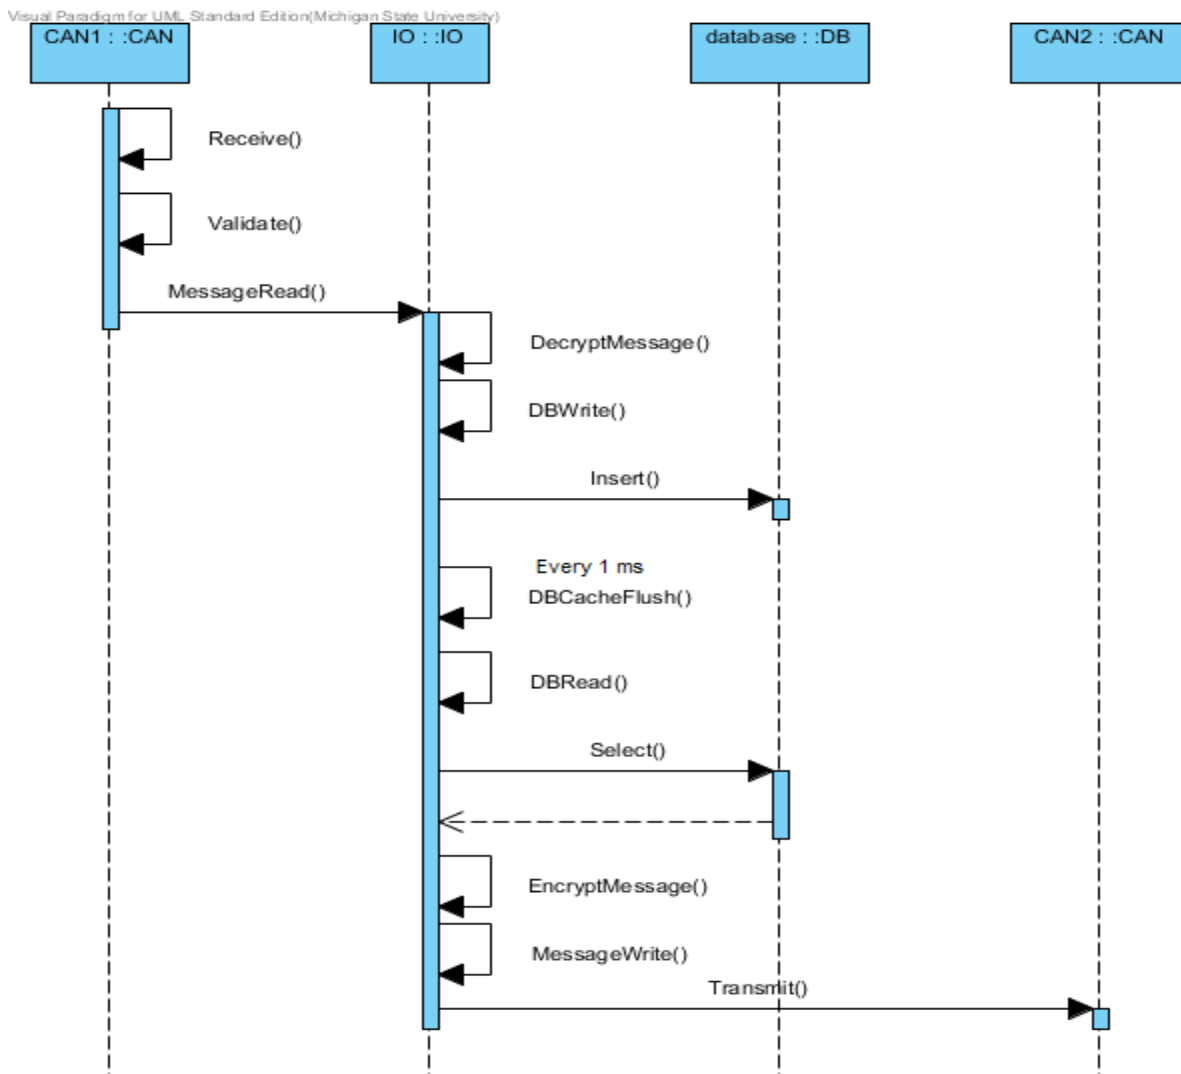 Visual Paradigm for UML Standard Edition(Michigan State University)
CAN1 : :CAN
IO : :IO
database : :DB
CAN2 : :CAN
Receive()
Validate()
MessageRead()
DecryptMessage()
DBWrite()
Insert()
Every 1 ms
DBCacheFlush()
DBRead()
Select()
EncryptMessage()
MessageWrite()
Transmit()